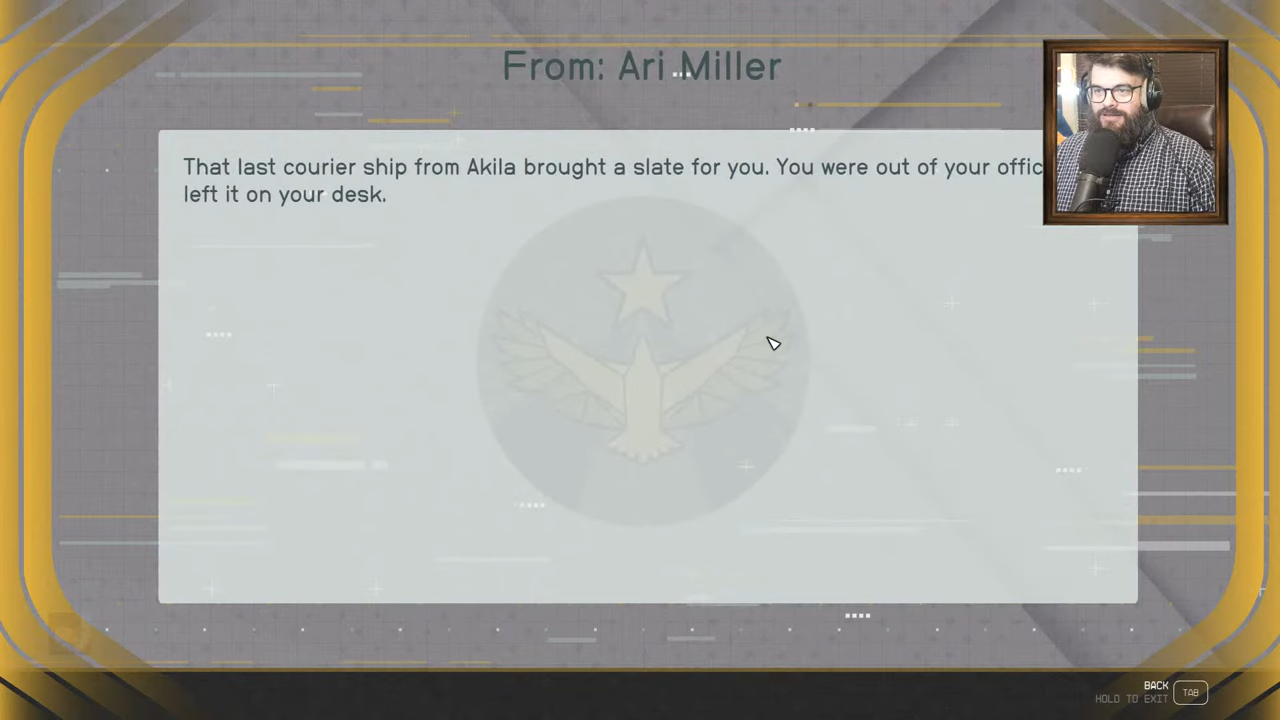 From: Ari Miller
That last courier ship from Akila brought a slate for you. You were out of your
left it on your desk.
BACK
HOLD TO EXIT
TAB